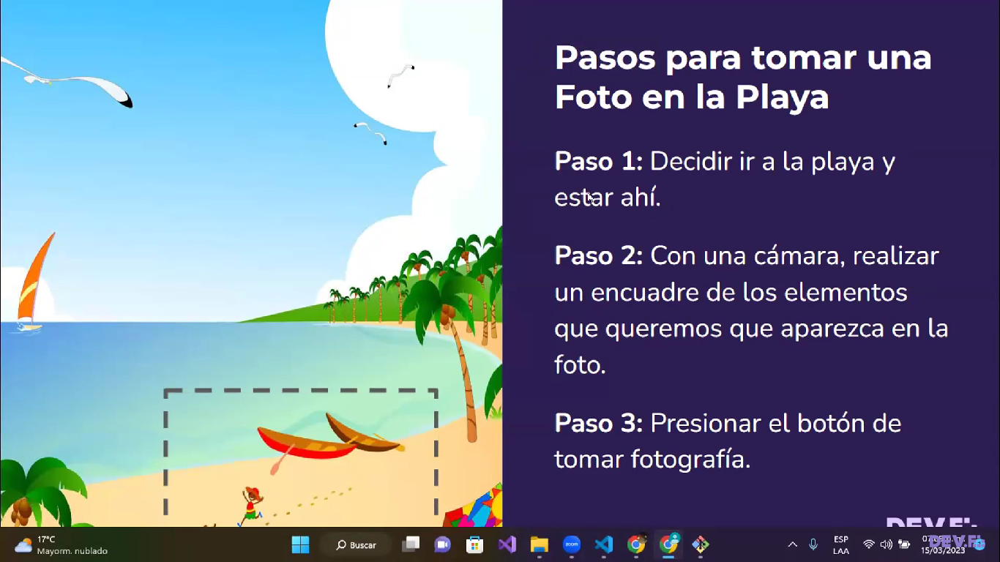 Pasos para tomar una
Foto en la Playa
Paso 1: Decidir ir a la playa y
estar ahí.
Paso 2: Con una cámara, realizar
un encuadre de los elementos
que queremos que aparezca en la
foto.
Paso 3: Presionar el botón de
tomar fotografía.
17°C
Mayorm. nublado
Buscar
zoom
ESP
LAA
15/03/2023